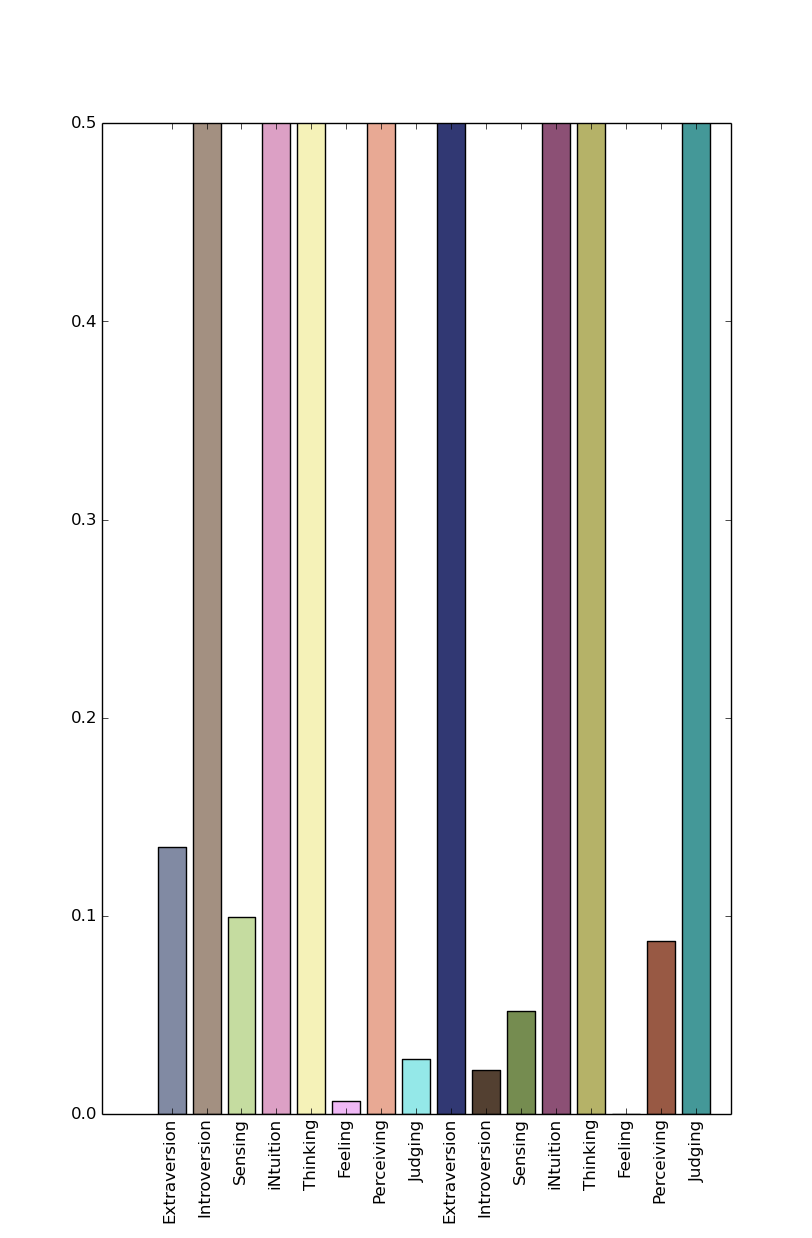 0.5
0.4
0.3
0.2
0.1
0.0
Extraversion
Introversion
Sensing
iNtuition
Thinking
Feeling
Perceiving
Judging
Extraversion
Introversion
Sensing
iNtuition
Thinking
Feeling
Perceiving
Judging